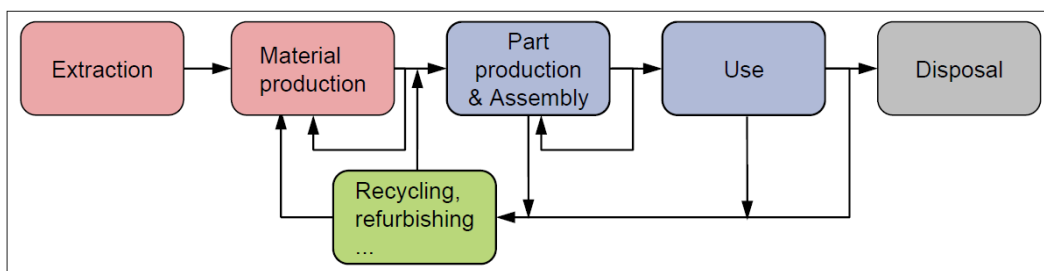 Extraction
Material
production
Part
production
& Assembly
Use
Disposal
Recycling,
refurbishing
...